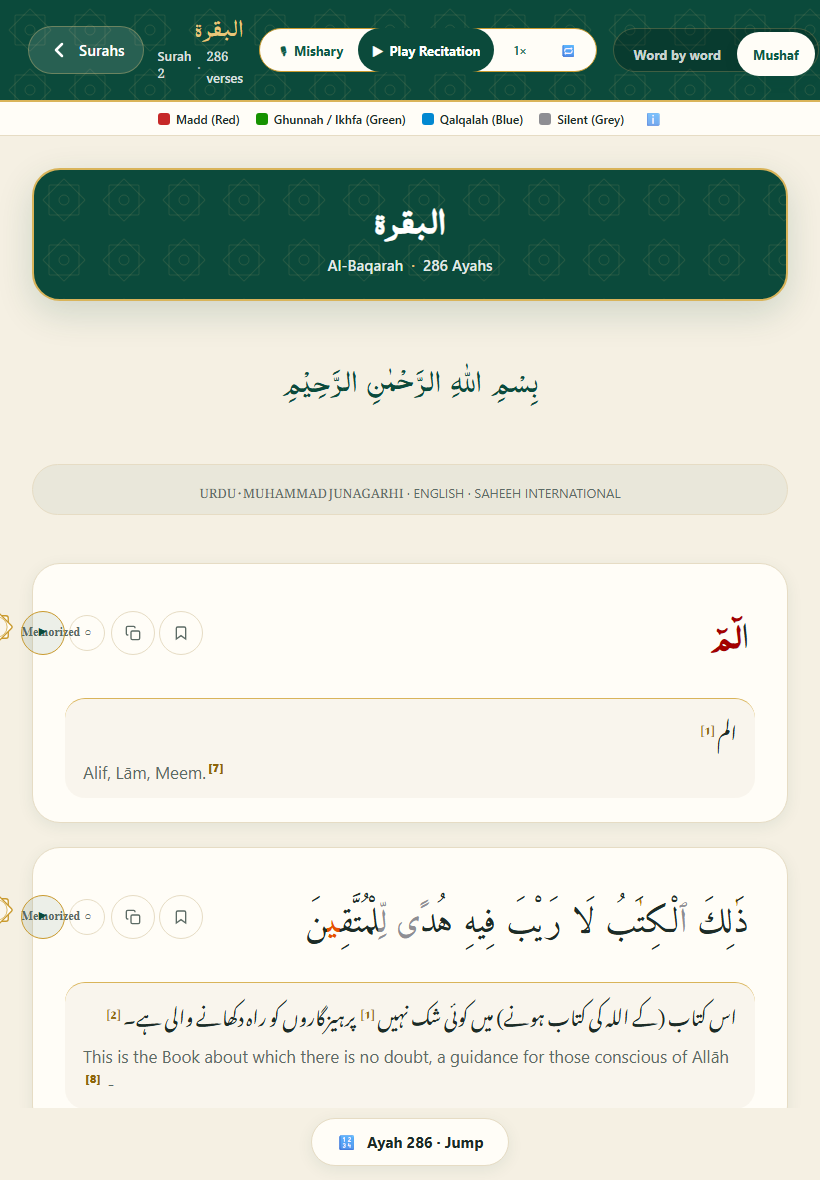 Surahs
البقرة
Surah 2 · 286 verses
Mishary
Play Recitation
1×
Word by word
Mushaf
Madd (Red)
Ghunnah / Ikhfa (Green)
Qalqalah (Blue)
Silent (Grey)
البقرة
Al-Baqarah · 286 Ayahs
بِسْمِ اللهِ الرَّحْمٰنِ الرَّحِيْمِ
URDU · MUHAMMAD JUNAGARHI · ENGLISH · SAHEEH INTERNATIONAL
Memorized
الٓمٓ
الم [1]
Alif, Lām, Meem.[7]
Memorized
ذَٰلِكَ ٱلْكِتَٰبُ لَا رَيْبَ فِيهِ هُدًى لِّلْمُتَّقِينَ
اس کتاب (کے اللہ کی کتاب ہونے) میں کوئی شک نہیں [1] پرہیزگاروں کو راه دکھانے والی ہے۔ [2]
This is the Book about which there is no doubt, a guidance for those conscious of Allāh
[8] -
Ayah 286 · Jump